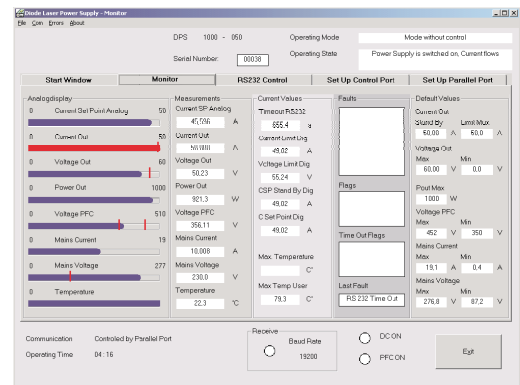 Diode Laser Power Supply - Monitor
File Com Errors About
DPS 1000 - 050
Operating Mode
Mode without control
Serial Number: 00038
Operating State
Power Supply is switched on, Current flows
Start Window
Monitor
RS232 Control
Set Up Control Port
Set Up Parallel Port
Analogdisplay
0 Current Set Point Analog 50
0 Current Out 50
0 Voltage Out 60
0 Power Out 1000
0 Voltage PFC 510
0 Mains Current 19
0 Mains Voltage 277
0 Temperature
Measurements
Current SP Analog
45,596 A
Current Out
A
Voltage Out
50,23 V
Power Out
921,3 W
Voltage PFC
356,11 V
Mains Current
10,008 A
Mains Voltage
230,0 V
Temperature
22,3 °C
Current Values
Timeout RS232
655,4 s
Current Limit Dig
49,02 A
Voltage Limit Dig
55,24 V
CSP Stand By Dig
49,02 A
C Set Point Dig
49,02 A
Max. Temperature
C°
Max Temp User
79,3 C°
Faults
Flags
Time Out Flags
Last Fault
RS 232 Time Out
Default Values
Current Out
Stand By Limit Max
50,00 A 50,0 A
Voltage Out
Max Min
60,00 V 0,0 V
Pout Max
1000 W
Voltage PFC
Max Min
452 V 350 V
Mains Current
Max Min
19,1 A 0,4 A
Mains Voltage
Max Min
276,8 V 87,2 V
Communication Controled by Parallel Port
Operating Time 04 : 16
Receive
Baud Rate
19200
DC ON
PFC ON
Exit